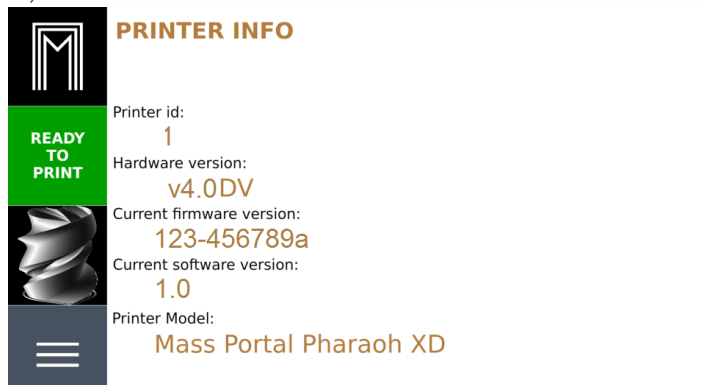 PRINTER INFO
READY
TO
PRINT
Printer id:
1
Hardware version:
v4.0DV
Current firmware version:
123-456789a
Current software version:
1.0
Printer Model:
Mass Portal Pharaoh XD